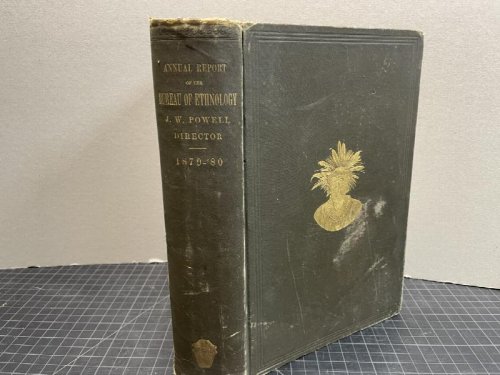 ANNUAL REPORT
OF THE
BUREAU OF ETHNOLOGY
J. W. POWELL
DIRECTOR
1879-'80